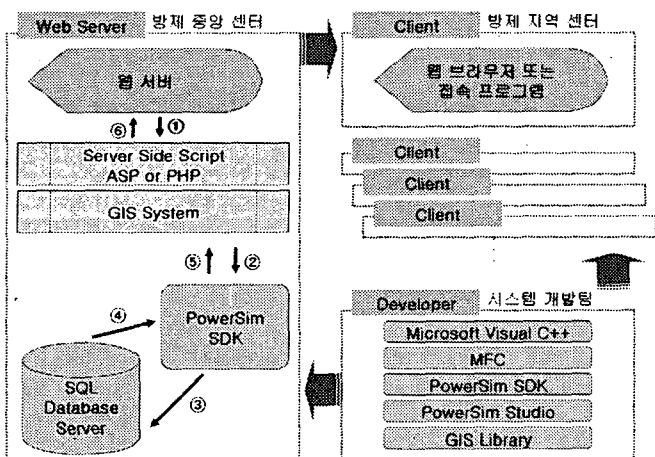 Web Server 방제 중앙 센터
웹 서버
⑥ ①
Server Side Script
ASP or PHP
GIS System
⑤ ②
④
PowerSim
SDK
SQL
Database
Server
③
Client 방제 지역 센터
웹 브라우저 또는
접속 프로그램
Client
Client
Client
Developer 시스템 개발팀
Microsoft Visual C++
MFC
PowerSim SDK
PowerSim Studio
GIS Library